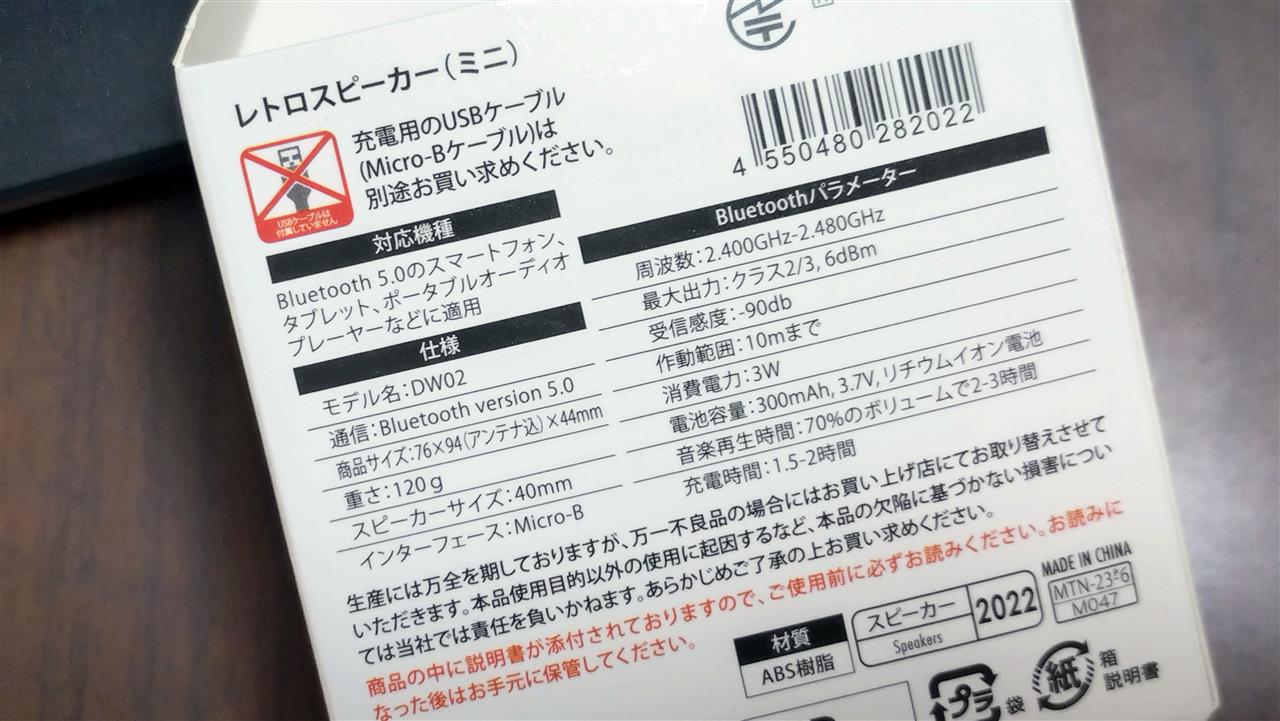 レトロスピーカー(ミニ)
充電用のUSBケーブル
(Micro-Bケーブル)は
別途お買い求めください。
USBケーブルは
付属していません
4 550480 282022
対応機種
Bluetooth 5.0のスマートフォン、
タブレット、ポータブルオーディオ
プレーヤーなどに適用
仕様
モデル名:DW02
通信:Bluetooth version 5.0
商品サイズ:76×94(アンテナ込)×44mm
重さ:120g
スピーカーサイズ:40mm
インターフェース:Micro-B
Bluetoothパラメーター
周波数:2.400GHz-2.480GHz
最大出力:クラス2/3, 6dBm
受信感度:-90db
作動範囲:10mまで
消費電力:3W
電池容量:300mAh, 3.7V, リチウムイオン電池
音楽再生時間:70%のボリュームで2-3時間
充電時間:1.5-2時間
生産には万全を期しておりますが、万一不良品の場合にはお買い上げ店にてお取り替えさせて
いただきます。本品使用目的以外の使用に起因するなど、本品の欠陥に基づかない損害につい
ては当社では責任を負いかねます。あらかじめご了承の上お買い求めください。
商品の中に説明書が添付されておりますので、ご使用前に必ずお読みください。お読みに
なった後はお手元に保管してください。
材質
ABS樹脂
スピーカー
Speakers
2022
MADE IN CHINA
MO47
プラ
袋
紙
箱
説明書